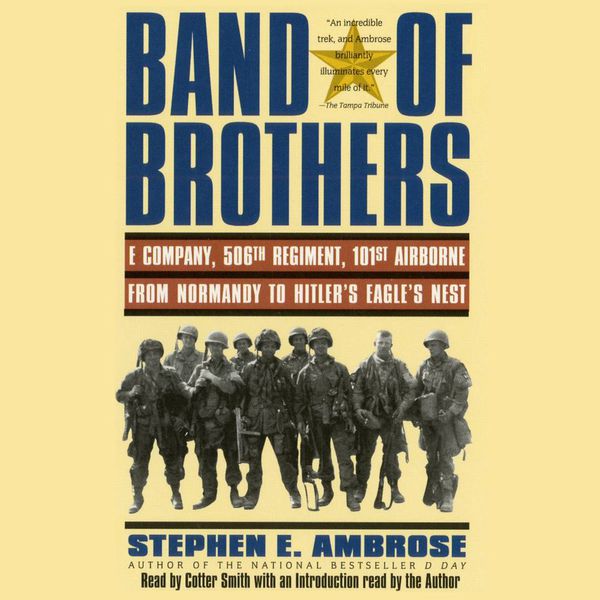 "An incredible
trek, and Ambrose
brilliantly
illuminates every
mile of it."
—The Tampa Tribune
BAND OF
BROTHERS
E COMPANY, 506TH REGIMENT, 101ST AIRBORNE
FROM NORMANDY TO HITLER'S EAGLE'S NEST
STEPHEN E. AMBROSE
AUTHOR OF THE NATIONAL BESTSELLER D DAY
Read by Cotter Smith with an Introduction read by the Author